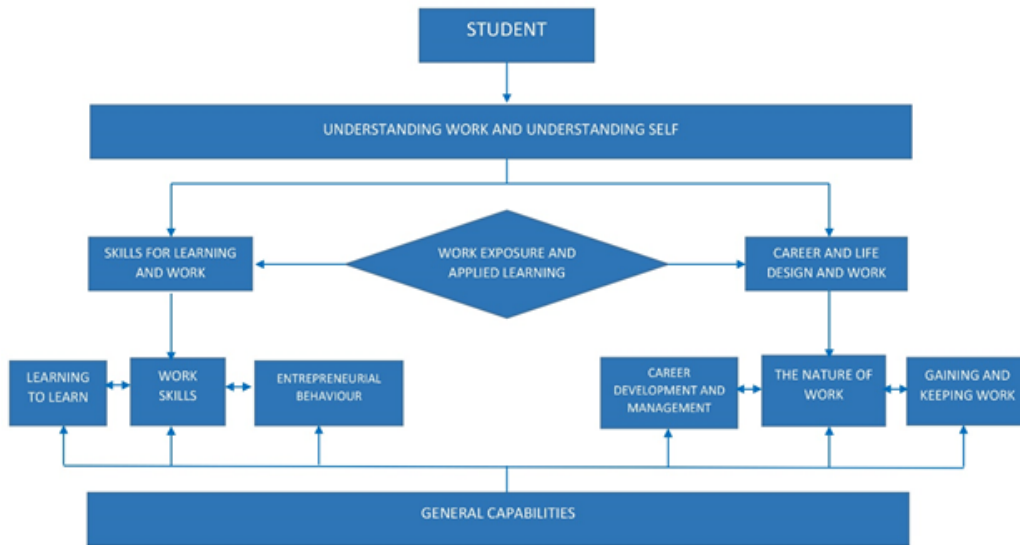 STUDENT
UNDERSTANDING WORK AND UNDERSTANDING SELF
SKILLS FOR LEARNING
AND WORK
WORK EXPOSURE AND
APPLIED LEARNING
CAREER AND LIFE
DESIGN AND WORK
LEARNING
TO LEARN
WORK
SKILLS
ENTREPRENEURIAL
BEHAVIOUR
CAREER
DEVELOPMENT AND
MANAGEMENT
THE NATURE OF
WORK
GAINING AND
KEEPING WORK
GENERAL CAPABILITIES